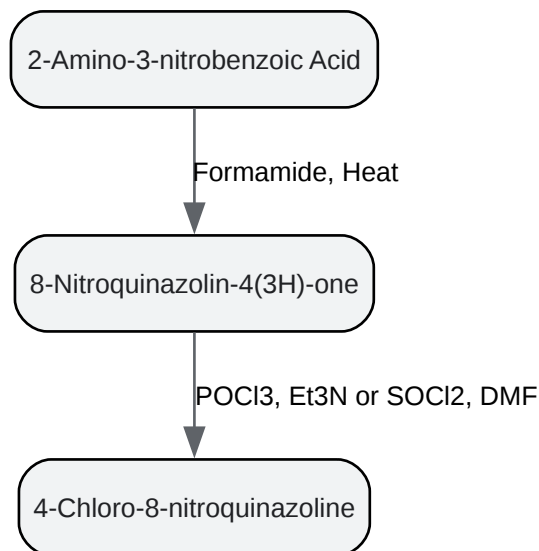 2-Amino-3-nitrobenzoic Acid
Formamide, Heat
8-Nitroquinazolin-4(3H)-one
POCl3, Et3N or SOCl2, DMF
4-Chloro-8-nitroquinazoline